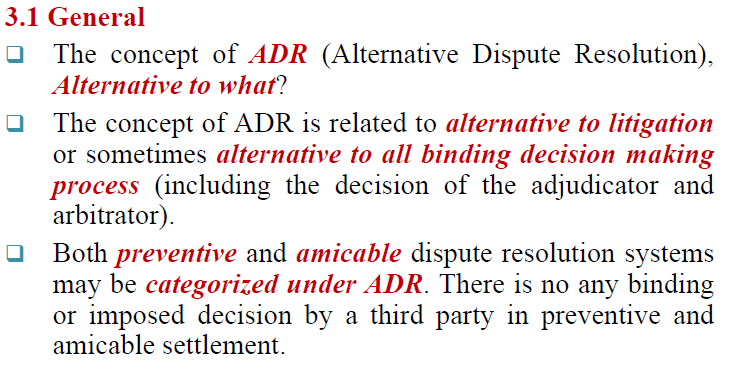 3.1 General
❑ The concept of ADR (Alternative Dispute Resolution),
Alternative to what?
❑ The concept of ADR is related to alternative to litigation
or sometimes alternative to all binding decision making
process (including the decision of the adjudicator and
arbitrator).
❑ Both preventive and amicable dispute resolution systems
may be categorized under ADR. There is no any binding
or imposed decision by a third party in preventive and
amicable settlement.